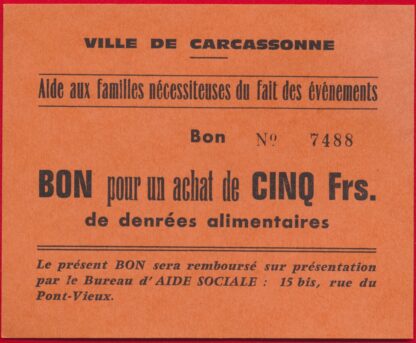 VILLE DE CARCASSONNE
Aide aux familles nécessiteuses du fait des événements
Bon No 7488
BON pour un achat de CINQ Frs.
de denrées alimentaires
Le présent BON sera remboursé sur présentation
par le Bureau d'AIDE SOCIALE : 15 bis, rue du
Pont-Vieux.